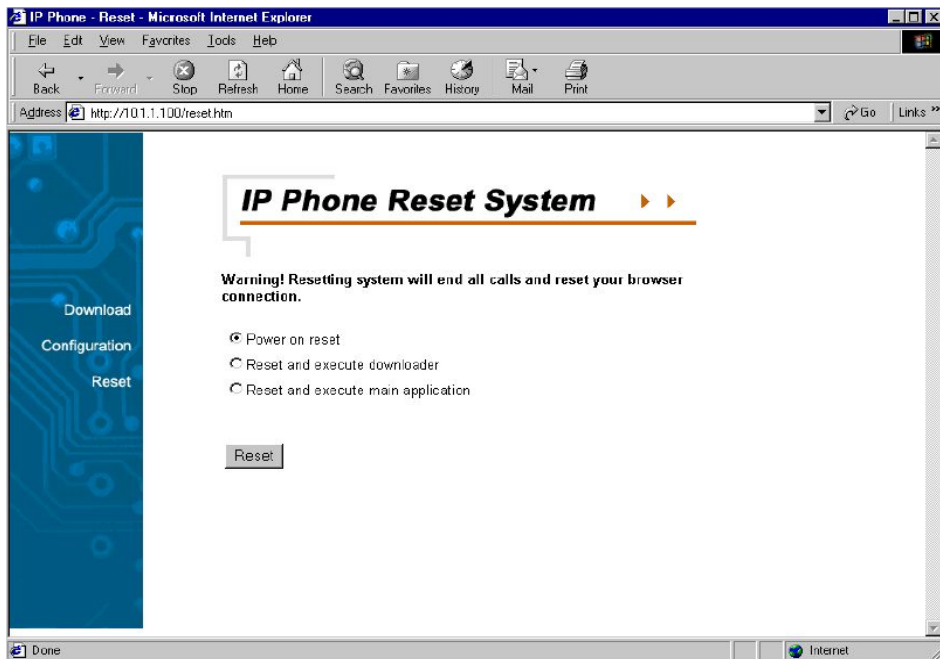 IP Phone - Reset - Microsoft Internet Explorer
File Edit View Favorites Tools Help
Back Forward Stop Refresh Home Search Favorites History Mail Print
Address http://10.1.1.100/reset.htm Go Links »
IP Phone Reset System
Warning! Resetting system will end all calls and reset your browser
connection.
Download
Power on reset
Configuration
Reset and execute downloader
Reset
Reset and execute main application
Reset
Done Internet